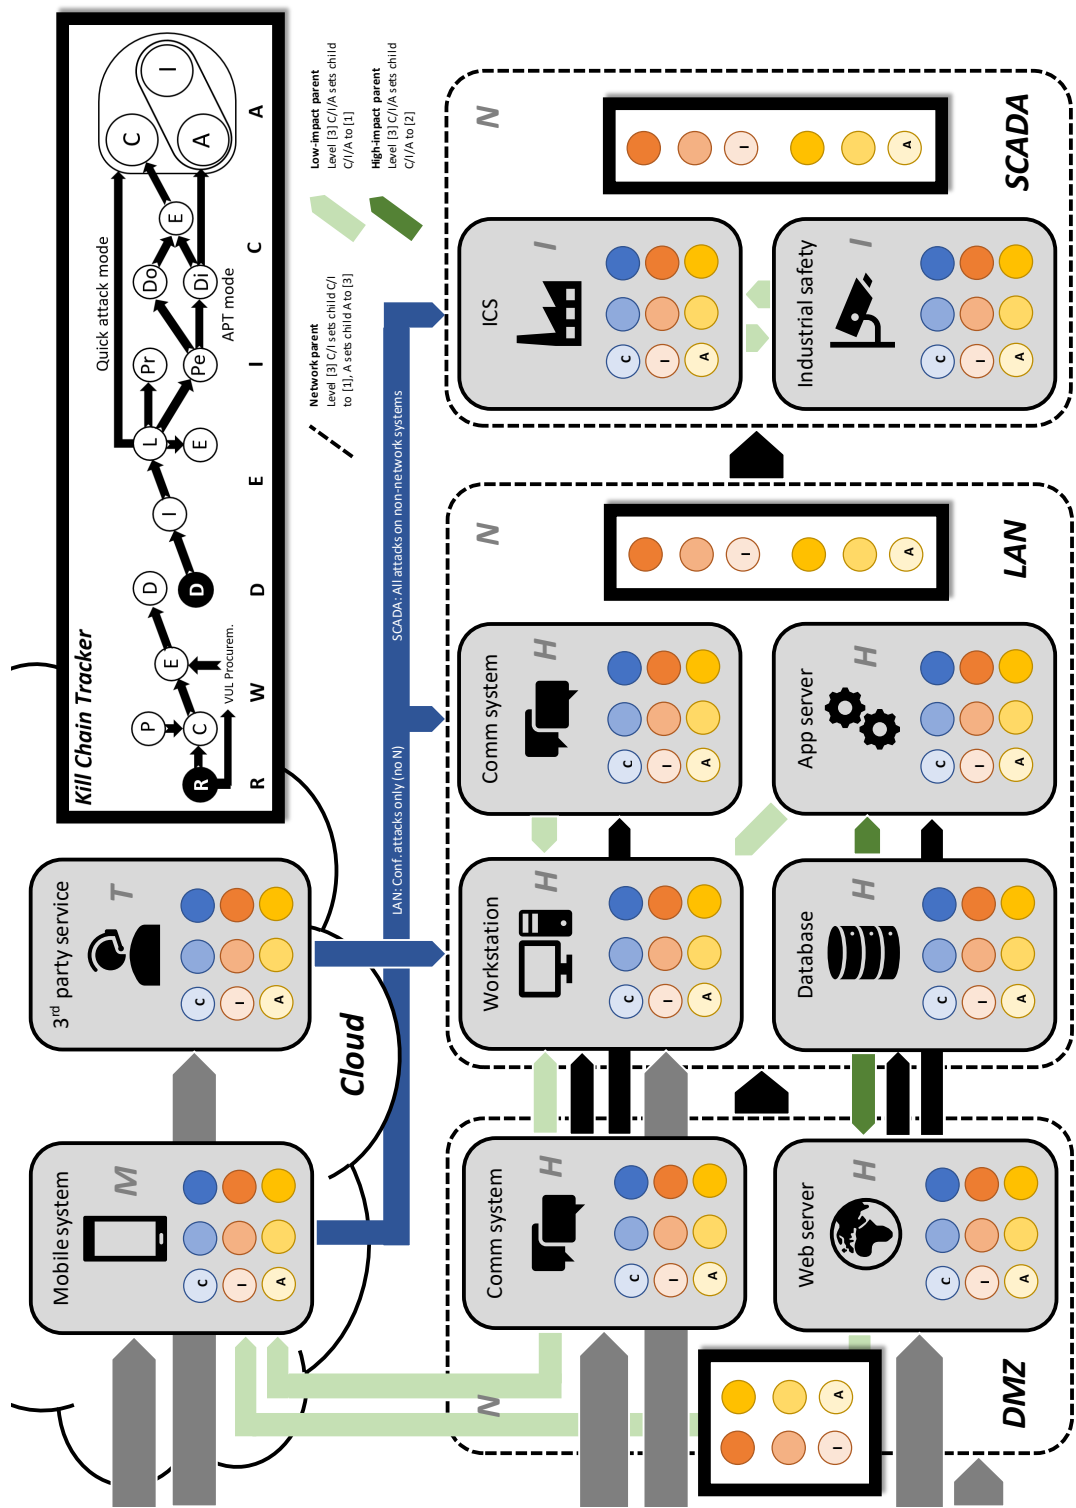 Kill Chain Tracker
R
W
D
E
I
C
A
R
P
C
E
D
D
I
L
E
Pr
Pe
Do
Di
E
C
A
I
VUL Procurem.
Quick attack mode
APT mode
Network parent
Level [3] C/I sets child C/I
to [1], A sets child A to [3]
Low-impact parent
Level [3] C/I/A sets child
C/I/A to [1]
High-impact parent
Level [3] C/I/A sets child
C/I/A to [2]
Mobile system
M
C
I
A
3rd party service
T
C
I
A
Cloud
LAN: Conf. attacks only (no N)
SCADA: All attacks on non-network systems
N
Comm system
H
C
I
A
Web server
H
C
I
A
I
A
DMZ
N
Workstation
H
C
I
A
Comm system
H
C
I
A
Database
H
C
I
A
App server
H
C
I
A
I
A
LAN
N
ICS
I
C
I
A
Industrial safety
I
C
I
A
I
A
SCADA